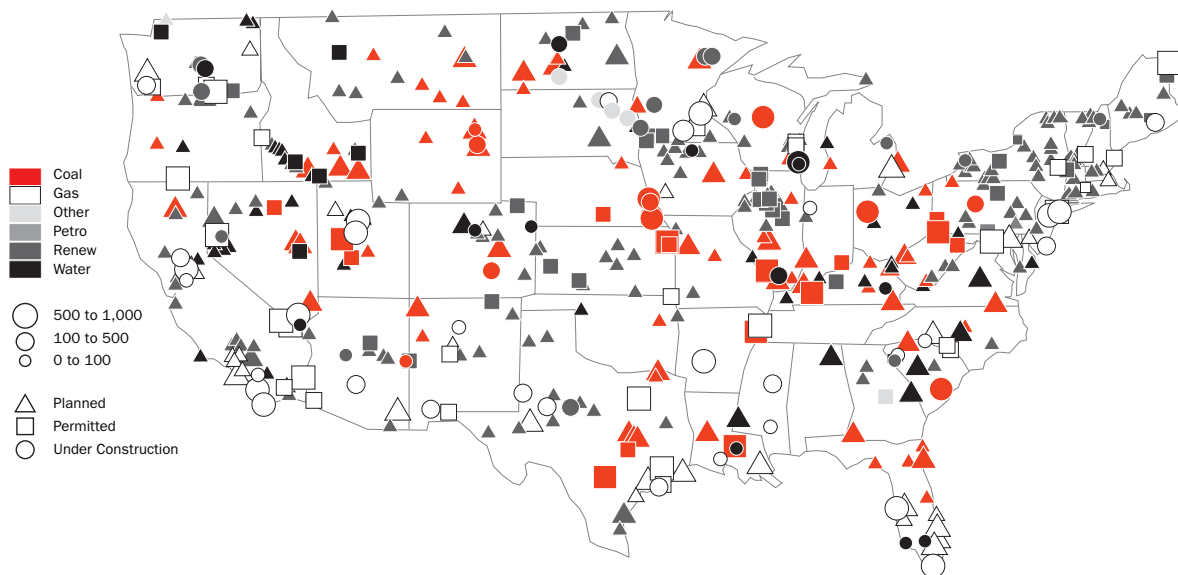 Coal
Gas
Other
Petro
Renew
Water
500 to 1,000
100 to 500
0 to 100
Planned
Permitted
Under Construction